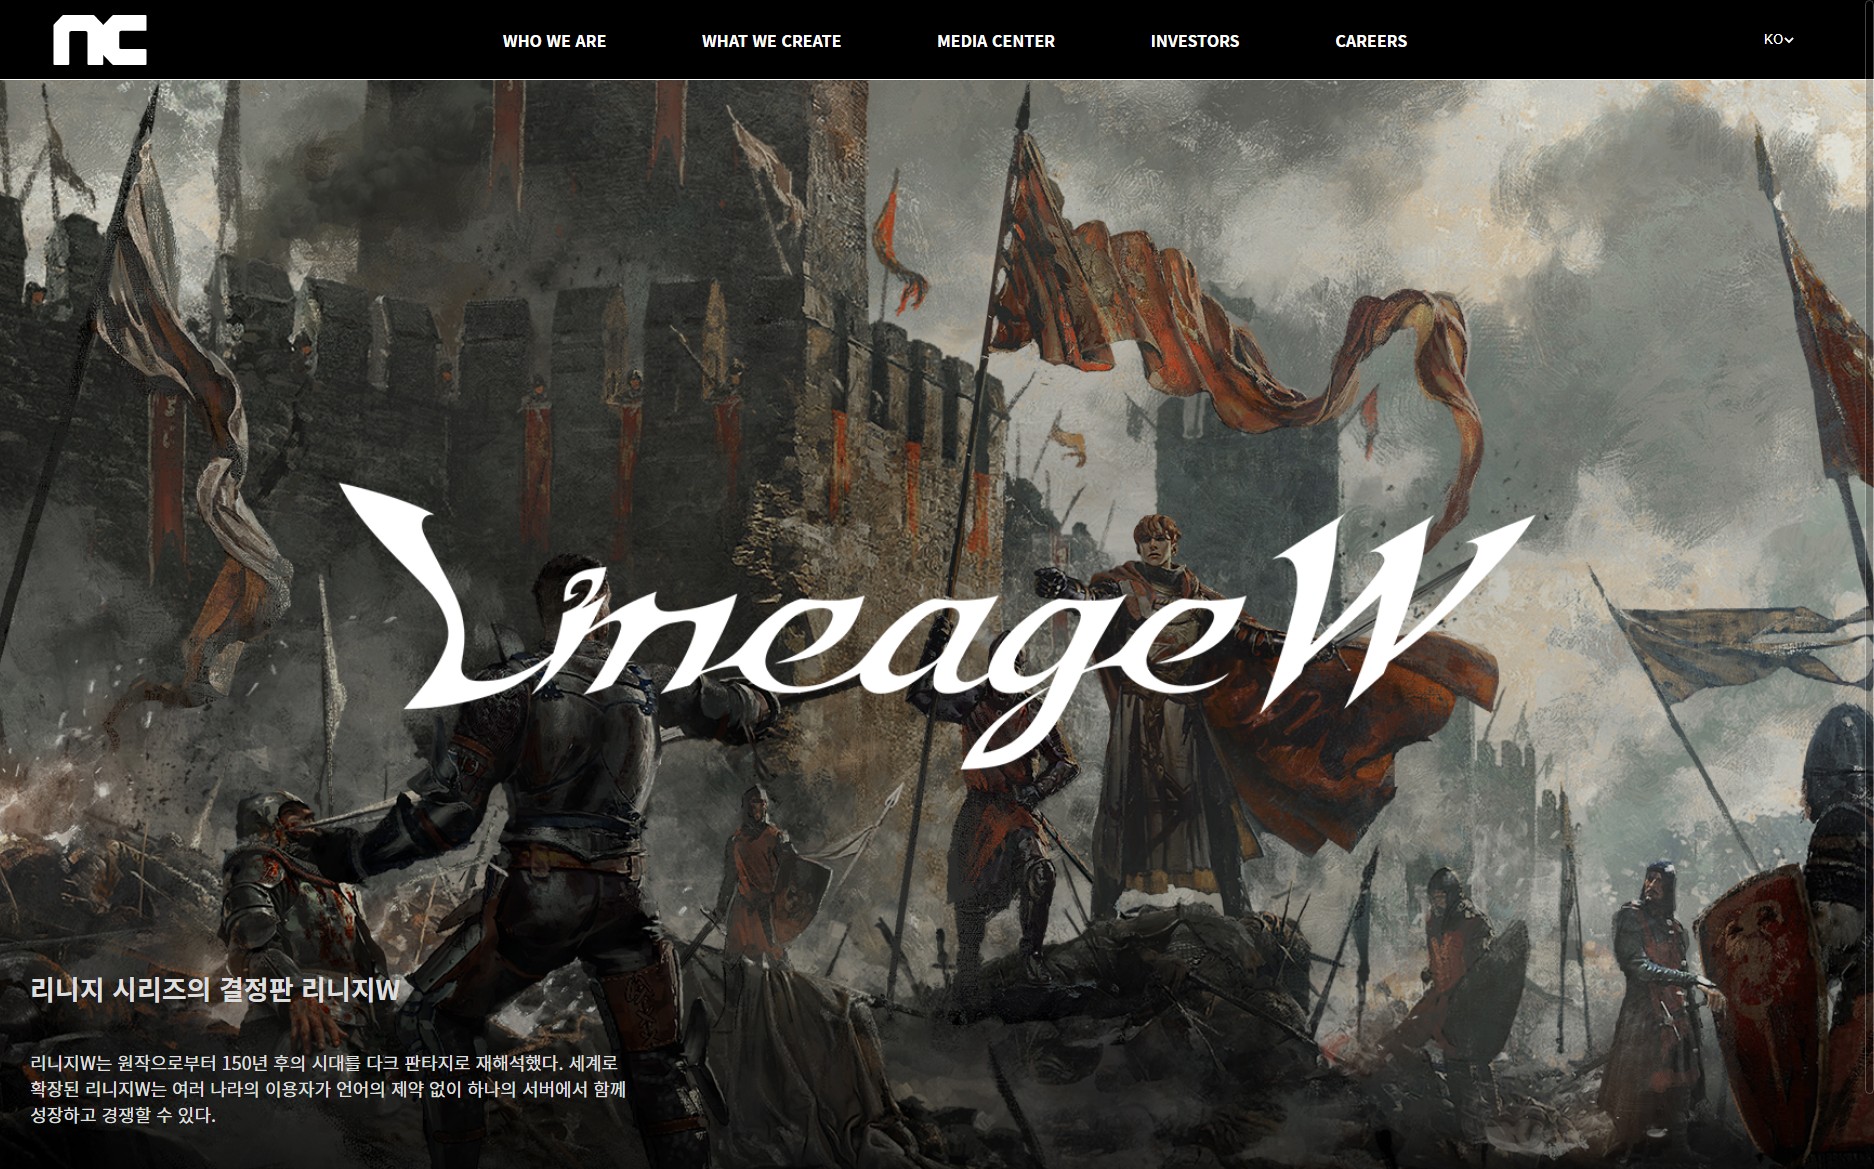 nc
WHO WE ARE
WHAT WE CREATE
MEDIA CENTER
INVESTORS
CAREERS
KO
Lineage W
리니지 시리즈의 결정판 리니지W
리니지W는 원작으로부터 150년 후의 시대를 다크 판타지로 재해석했다. 세계로
확장된 리니지W는 여러 나라의 이용자가 언어의 제약 없이 하나의 서버에서 함께
성장하고 경쟁할 수 있다.